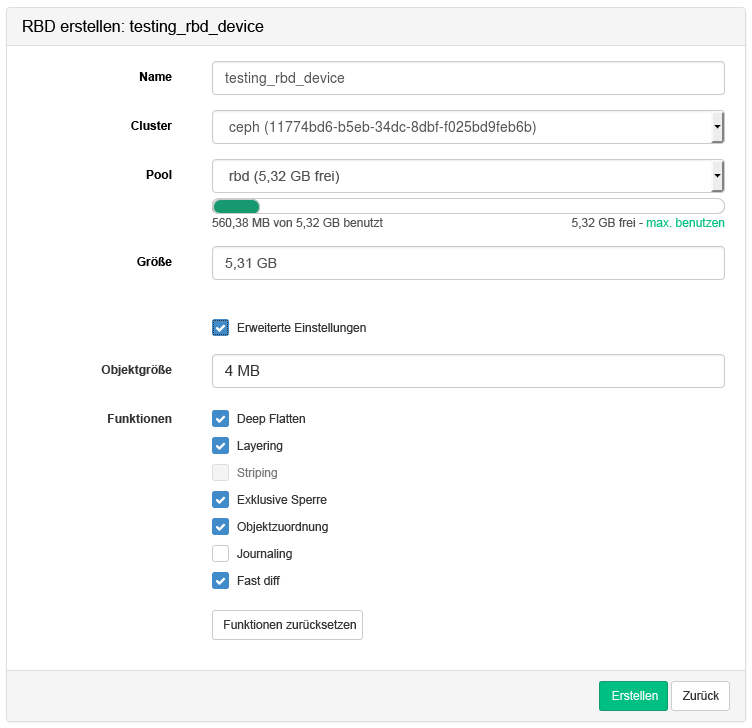 RBD erstellen: testing_rbd_device
Name
testing_rbd_device
Cluster
ceph (11774bd6-b5eb-34dc-8dbf-f025bd9feb6b)
Pool
rbd (5,32 GB frei)
560,38 MB von 5,32 GB benutzt
5,32 GB frei - max. benutzen
Größe
5,31 GB
Erweiterte Einstellungen
Objektgröße
4 MB
Funktionen
Deep Flatten
Layering
Striping
Exklusive Sperre
Objektzuordnung
Journaling
Fast diff
Funktionen zurücksetzen
Erstellen
Zurück